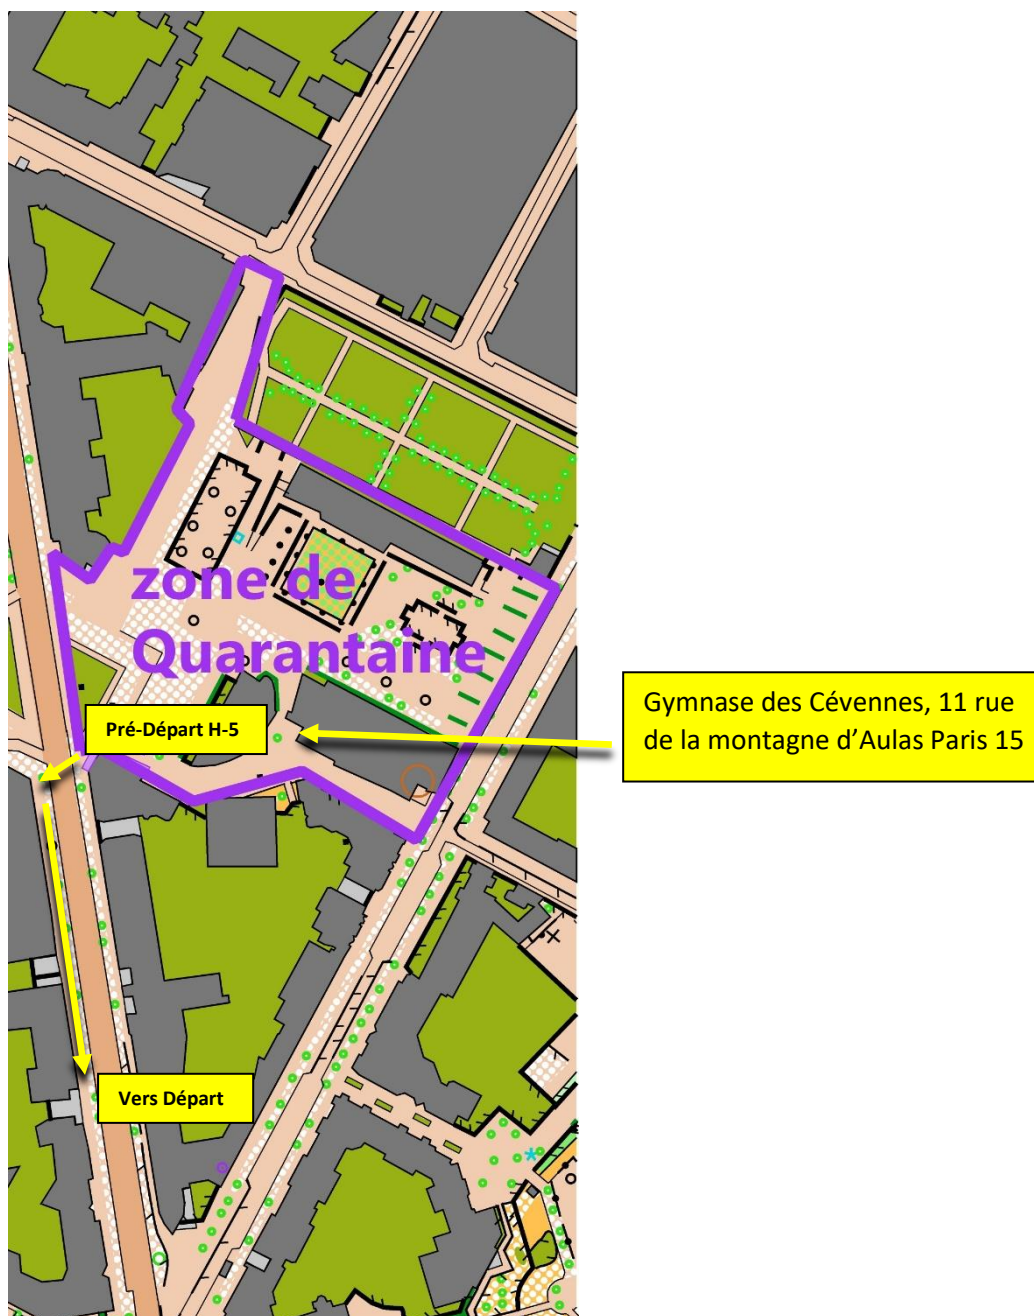 zone de
Quarantaine
Pré-Départ H-5
Gymnase des Cévennes, 11 rue
de la montagne d’Aulas Paris 15
Vers Départ